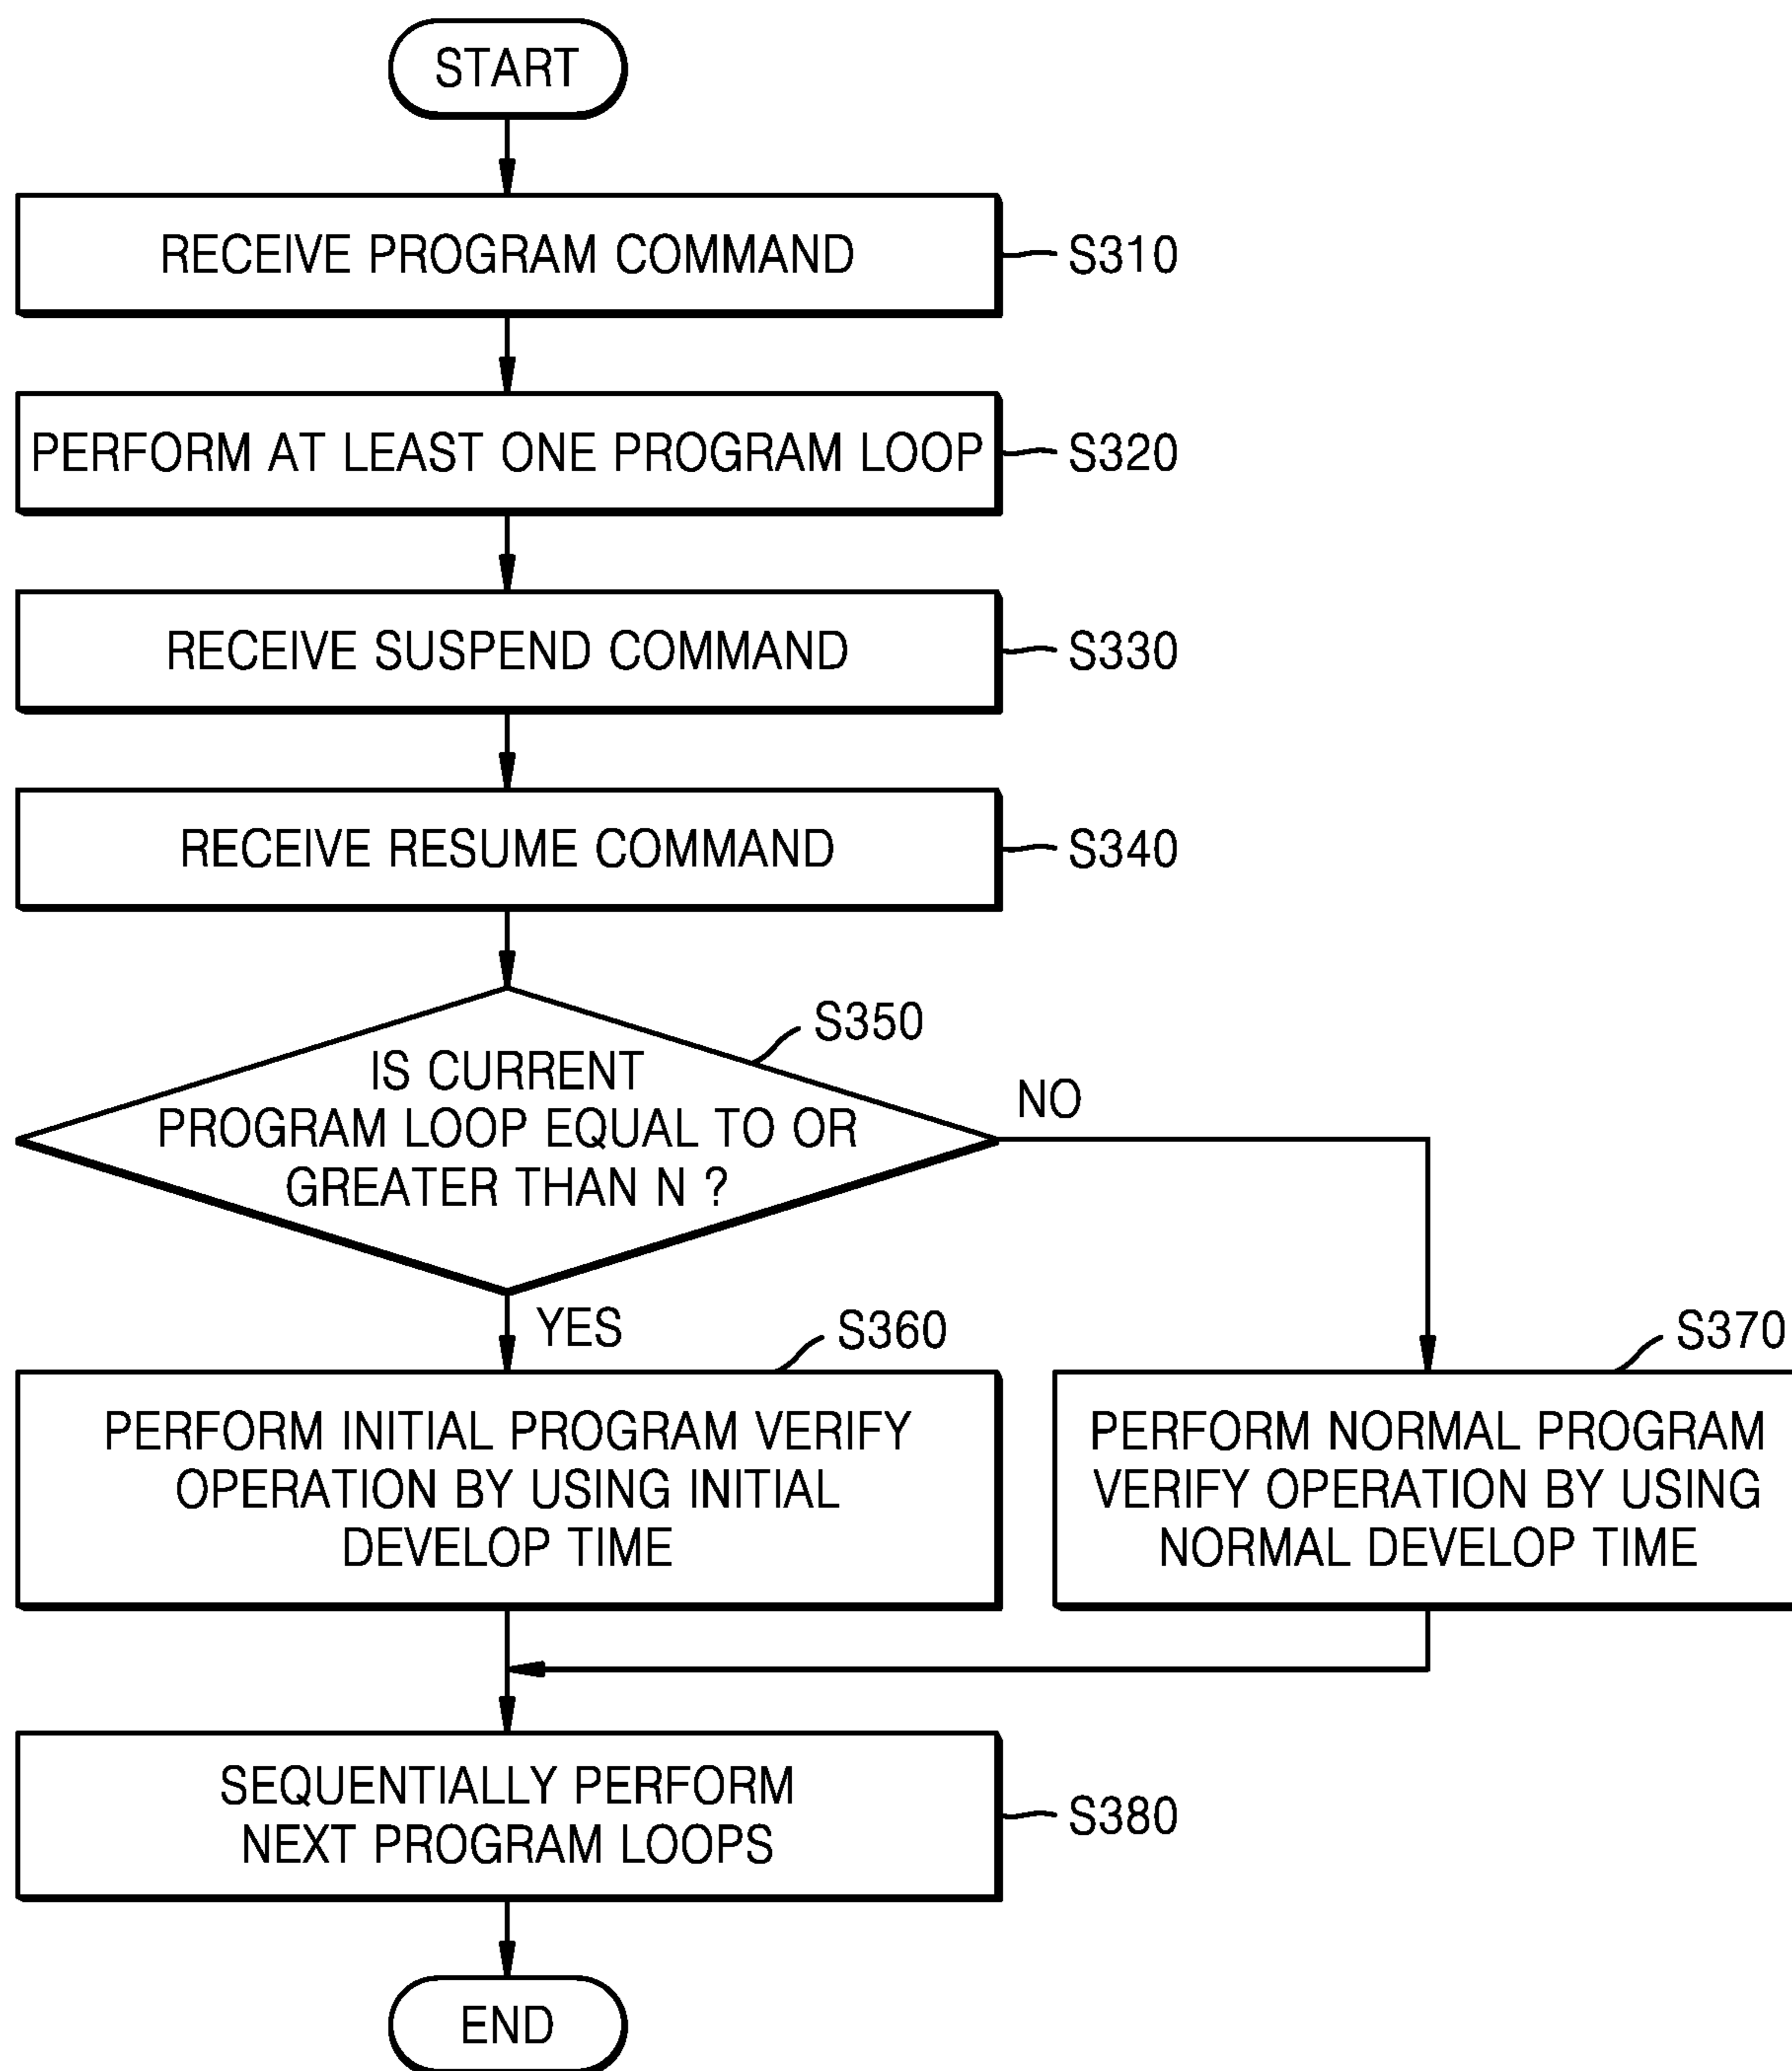 START
RECEIVE PROGRAM COMMAND
S310
PERFORM AT LEAST ONE PROGRAM LOOP
S320
RECEIVE SUSPEND COMMAND
S330
RECEIVE RESUME COMMAND
S340
S350
IS CURRENT
PROGRAM LOOP EQUAL TO OR
GREATER THAN N ?
NO
YES
S360
PERFORM INITIAL PROGRAM VERIFY
OPERATION BY USING INITIAL
DEVELOP TIME
S370
PERFORM NORMAL PROGRAM
VERIFY OPERATION BY USING
NORMAL DEVELOP TIME
SEQUENTIALLY PERFORM
NEXT PROGRAM LOOPS
S380
END